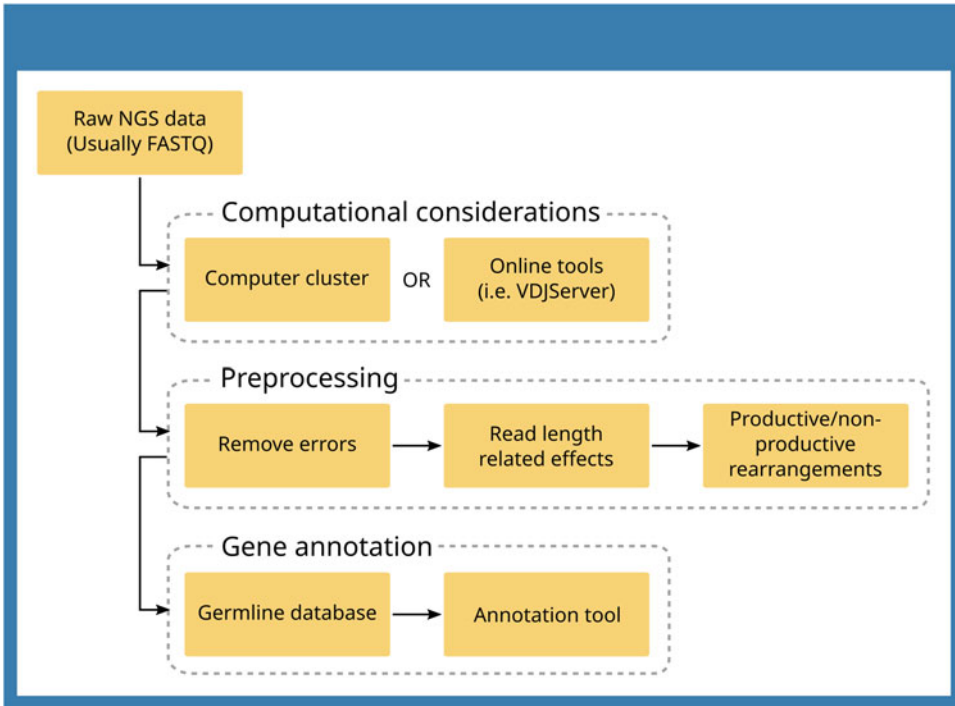 Raw NGS data
(Usually FASTQ)
Computational considerations
Computer cluster
OR
Online tools
(i.e. VDJServer)
Preprocessing
Remove errors
Read length
related effects
Productive/non-
productive
rearrangements
Gene annotation
Germline database
Annotation tool